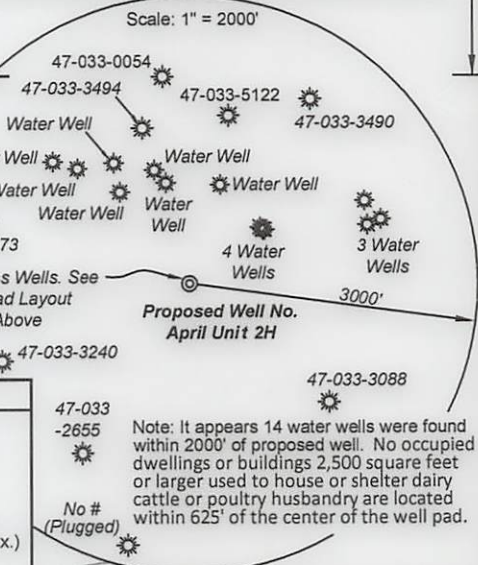 Scale: 1" = 2000'
47-033-0054
47-033-3494
47-033-5122
47-033-3490
Water Well
Well
Water Well
Water Well
Water Well
Water Well
Water
Well
4 Water
Wells
3 Water
Wells
73
s Wells. See
ad Layout
Above
3000'
Proposed Well No.
April Unit 2H
47-033-3240
47-033-3088
47-033
-2655
Note: It appears 14 water wells were found
within 2000' of proposed well. No occupied
dwellings or buildings 2,500 square feet
or larger used to house or shelter dairy
cattle or poultry husbandry are located
within 625' of the center of the well pad.
No #
(Plugged)
x.)